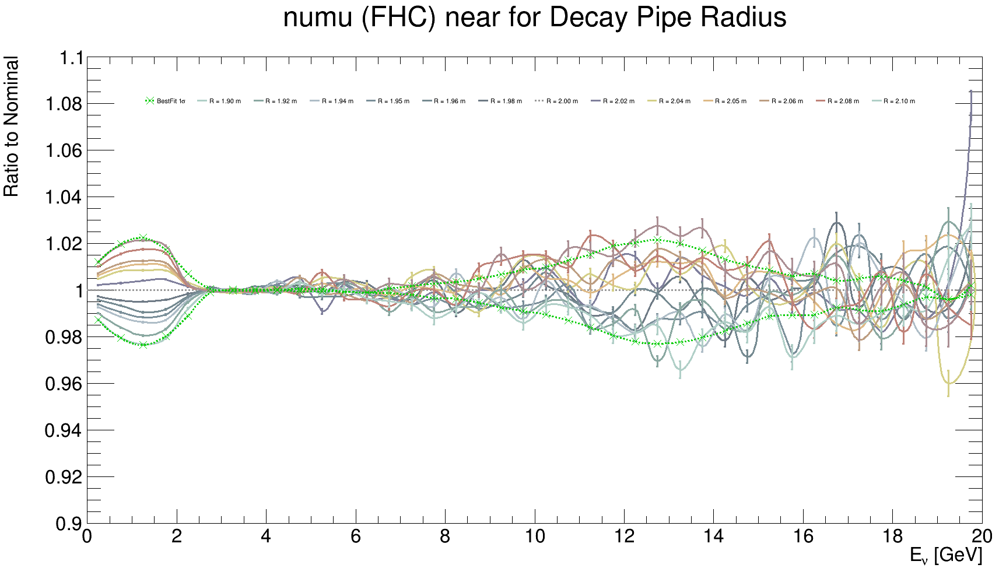 numu (FHC) near for Decay Pipe Radius
Ratio to Nominal
1.1
1.08
1.06
1.04
1.02
1
0.98
0.96
0.94
0.92
0.9
BestFit 1σ R = 1.90 m R = 1.92 m R = 1.94 m R = 1.95 m R = 1.96 m R = 1.98 m R = 2.00 m R = 2.02 m R = 2.04 m R = 2.05 m R = 2.06 m R = 2.08 m R = 2.10 m
0 2 4 6 8 10 12 14 16 18 20
Eν [GeV]